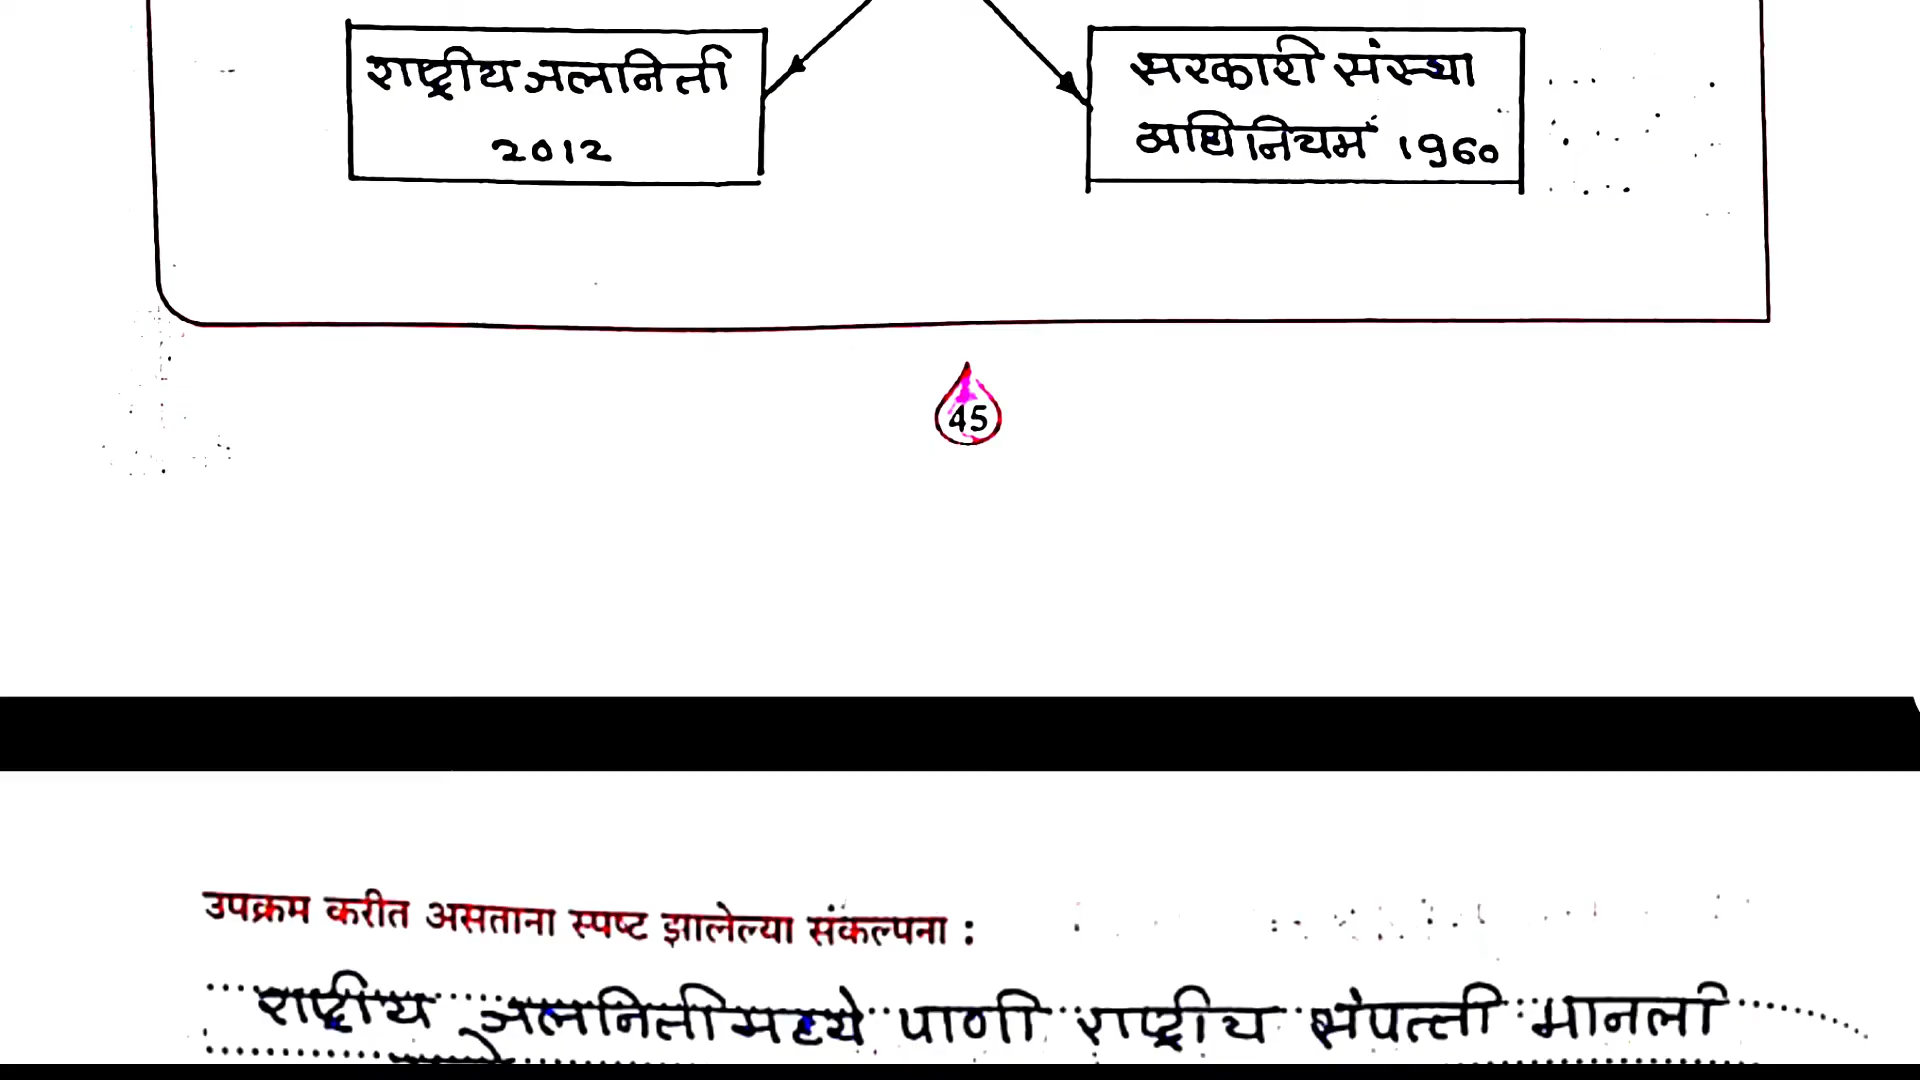 राष्ट्रीय जलनिती
2012
सरकारी संस्था
अधिनियम 1960
45
उपक्रम करीत असताना स्पष्ट झालेल्या संकल्पना :
राष्ट्रीय जलनितीमध्ये पाणी राष्ट्रीय संपत्ती मानली